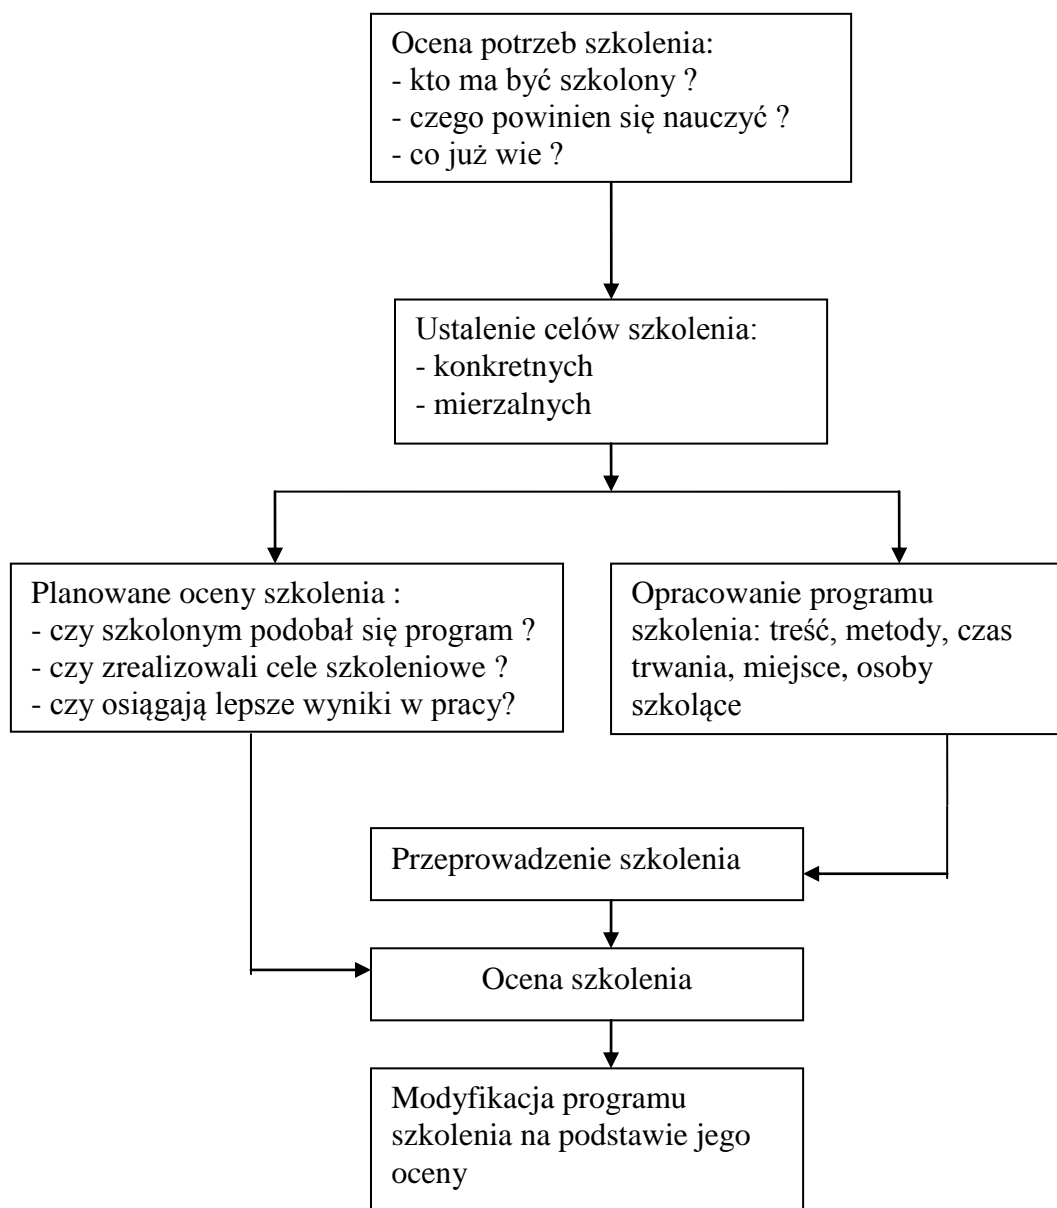 Ocena potrzeb szkolenia:
- kto ma być szkolony ?
- czego powinien się nauczyć ?
- co już wie ?
Ustalenie celów szkolenia:
- konkretnych
- mierzalnych
Planowane oceny szkolenia :
- czy szkolonym podobał się program ?
- czy zrealizowali cele szkoleniowe ?
- czy osiągają lepsze wyniki w pracy?
Opracowanie programu
szkolenia: treść, metody, czas
trwania, miejsce, osoby
szkolące
Przeprowadzenie szkolenia
Ocena szkolenia
Modyfikacja programu
szkolenia na podstawie jego
oceny